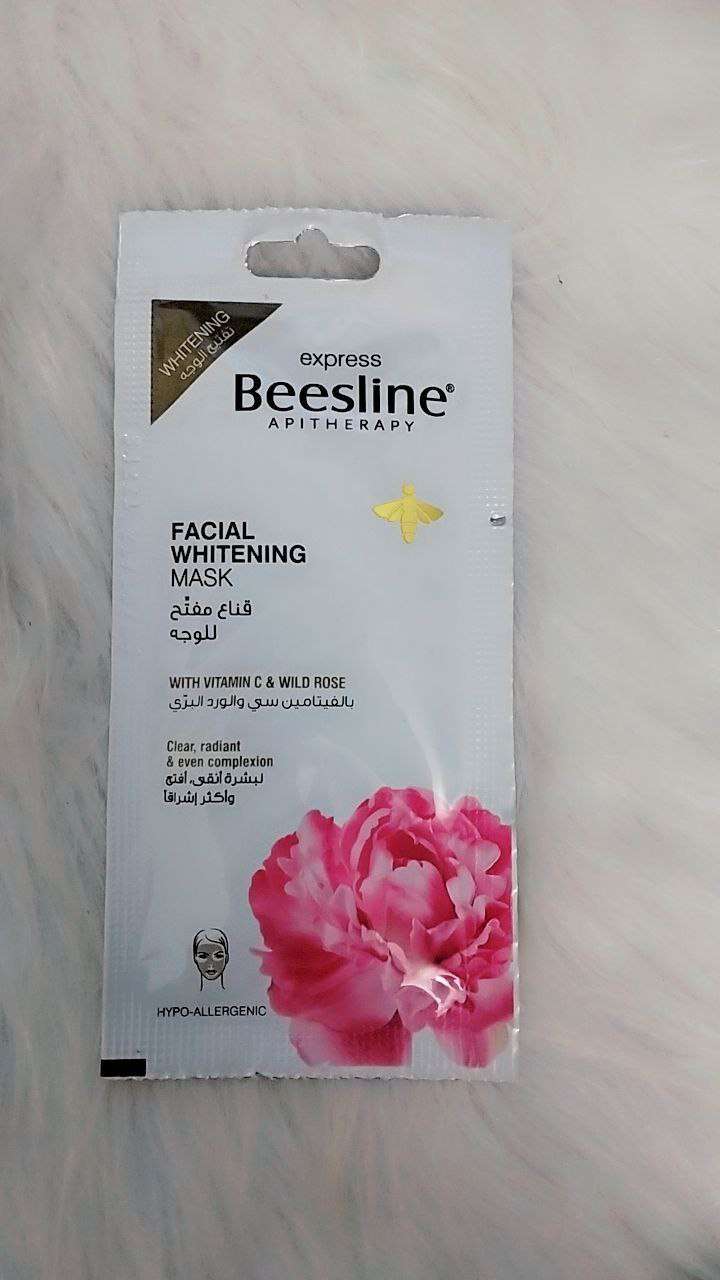 WHITENING
تفتيح الوجه
express
Beesline®
APITHERAPY
FACIAL
WHITENING
MASK
قناع مفتّح
للوجه
WITH VITAMIN C & WILD ROSE
بالفيتامين سي والورد البرّي
Clear, radiant
& even complexion
لبشرة أنقى، أفتح
وأكثر إشراقاً
HYPO-ALLERGENIC